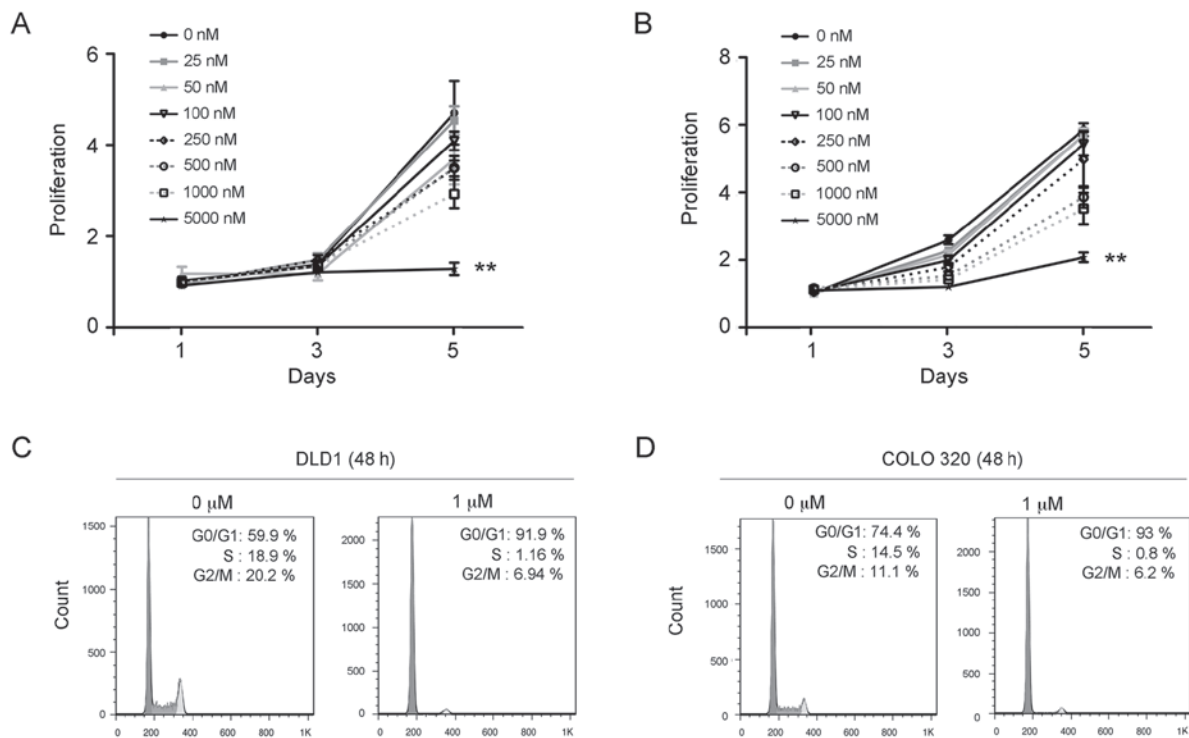 A
0 nM
25 nM
50 nM
100 nM
250 nM
500 nM
1000 nM
5000 nM
Proliferation
6
4
2
0
**
1 3 5
Days
B
0 nM
25 nM
50 nM
100 nM
250 nM
500 nM
1000 nM
5000 nM
Proliferation
8
6
4
2
0
**
1 3 5
Days
C
DLD1 (48 h)
0 μM
G0/G1: 59.9 %
S : 18.9 %
G2/M : 20.2 %
Count
1500
1000
500
0
0 200 400 600 800 1K
1 μM
G0/G1: 91.9 %
S : 1.16 %
G2/M : 6.94 %
2000
1500
1000
500
0
0 200 400 600 800 1K
D
COLO 320 (48 h)
0 μM
G0/G1: 74.4 %
S : 14.5 %
G2/M : 11.1 %
Count
1500
1000
500
0
0 200 400 600 800 1K
1 μM
G0/G1: 93 %
S : 0.8 %
G2/M : 6.2 %
2000
1500
1000
500
0
0 200 400 600 800 1K